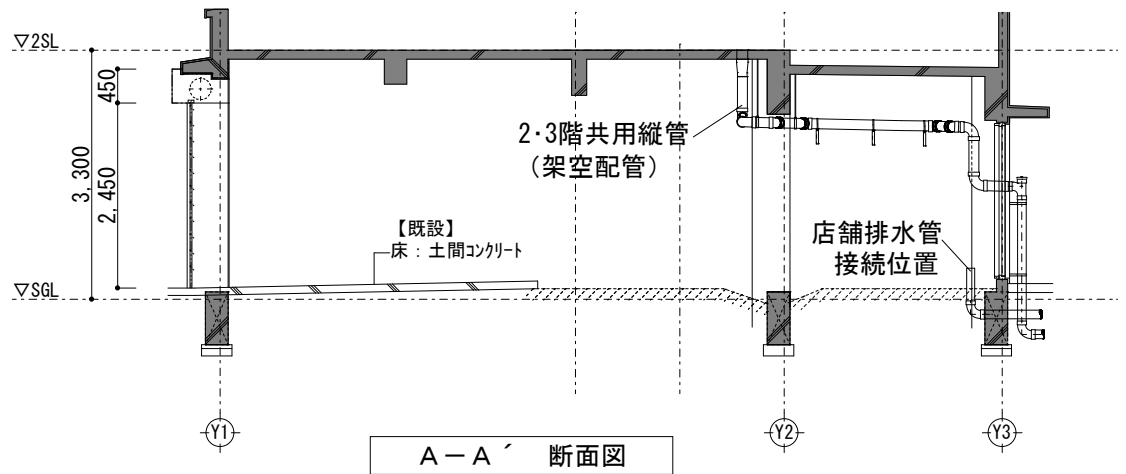 ▽2SL
450
3,300
2,450
2・3階共用縦管
(架空配管)
【既設】
床：土間コンクリート
店舗排水管
接続位置
▽SGL
Y1
Y2
Y3
A－A´ 断面図